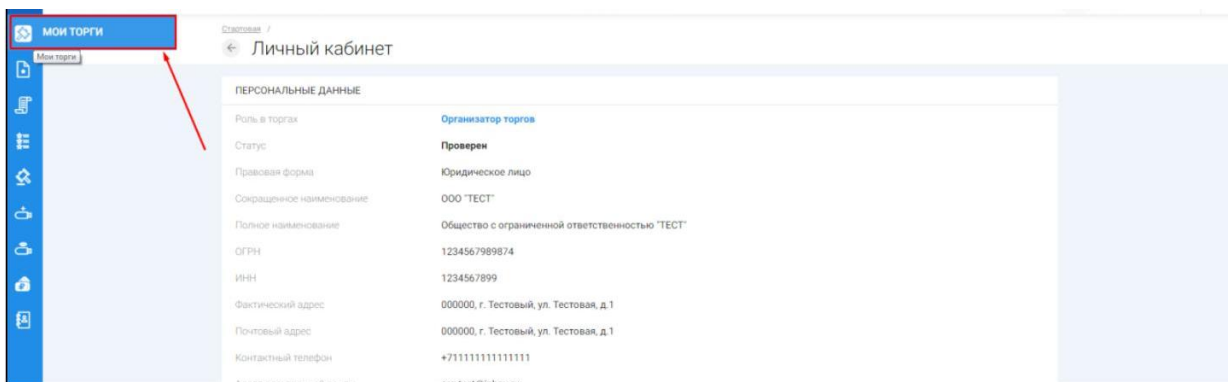 МОИ ТОРГИ
Мои торги
Стартовая /
Личный кабинет
ПЕРСОНАЛЬНЫЕ ДАННЫЕ
Роль в торгах Организатор торгов
Статус Проверен
Правовая форма Юридическое лицо
Сокращенное наименование ООО "ТЕСТ"
Полное наименование Общество с ограниченной ответственностью "ТЕСТ"
ОГРН 1234567989874
ИНН 1234567899
Фактический адрес 000000, г. Тестовый, ул. Тестовая, д.1
Почтовый адрес 000000, г. Тестовый, ул. Тестовая, д.1
Контактный телефон +711111111111111